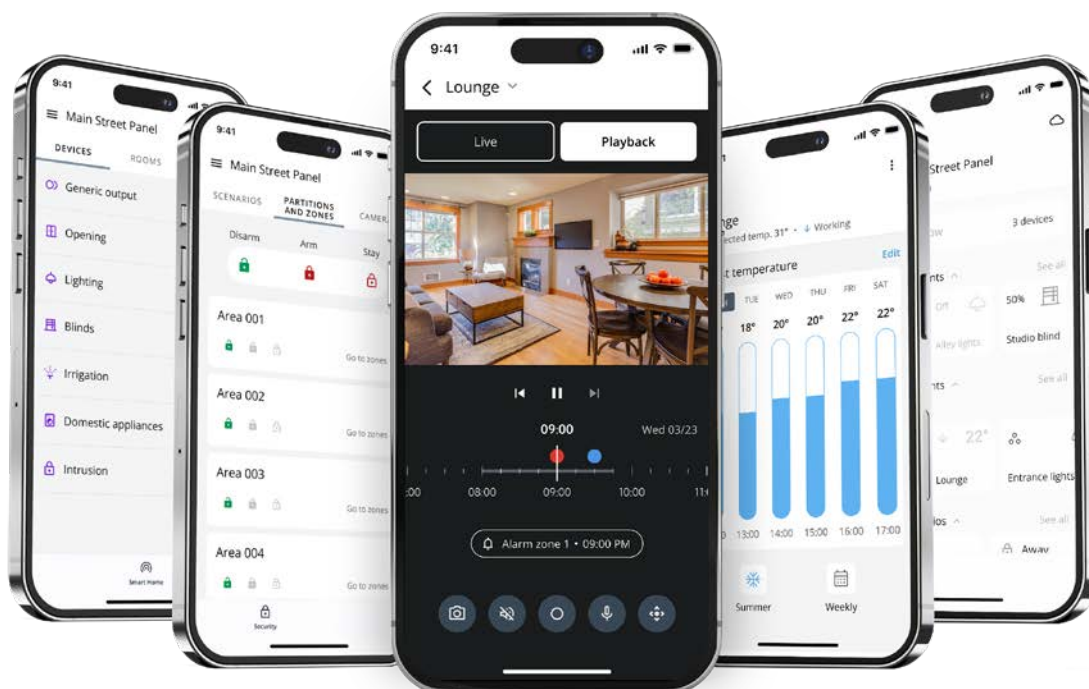 9:41
Main Street Panel
DEVICES
ROOMS
Generic output
Opening
Lighting
Blinds
Irrigation
Domestic appliances
Intrusion
Smart Home
9:41
Main Street Panel
SCENARIOS
PARTITIONS
AND ZONES
Disarm
Arm
Stay
Area 001
Go to zones
Area 002
Go to zones
Area 003
Go to zones
Area 004
Go to zones
Security
9:41
Lounge
Live
Playback
09:00
Wed 03/23
08:00
09:00
10:00
Alarm zone 1 • 09:00 PM
temp. 31° • Working
temperature
Edit
TUE
WED
THU
FRI
SAT
18°
20°
20°
22°
22°
13:00
14:00
15:00
16:00
17:00
Summer
Weekly
Street Panel
3 devices
See all
Off
50%
Alley lights
Studio blind
See all
22°
Lounge
Entrance lights
See all
Away